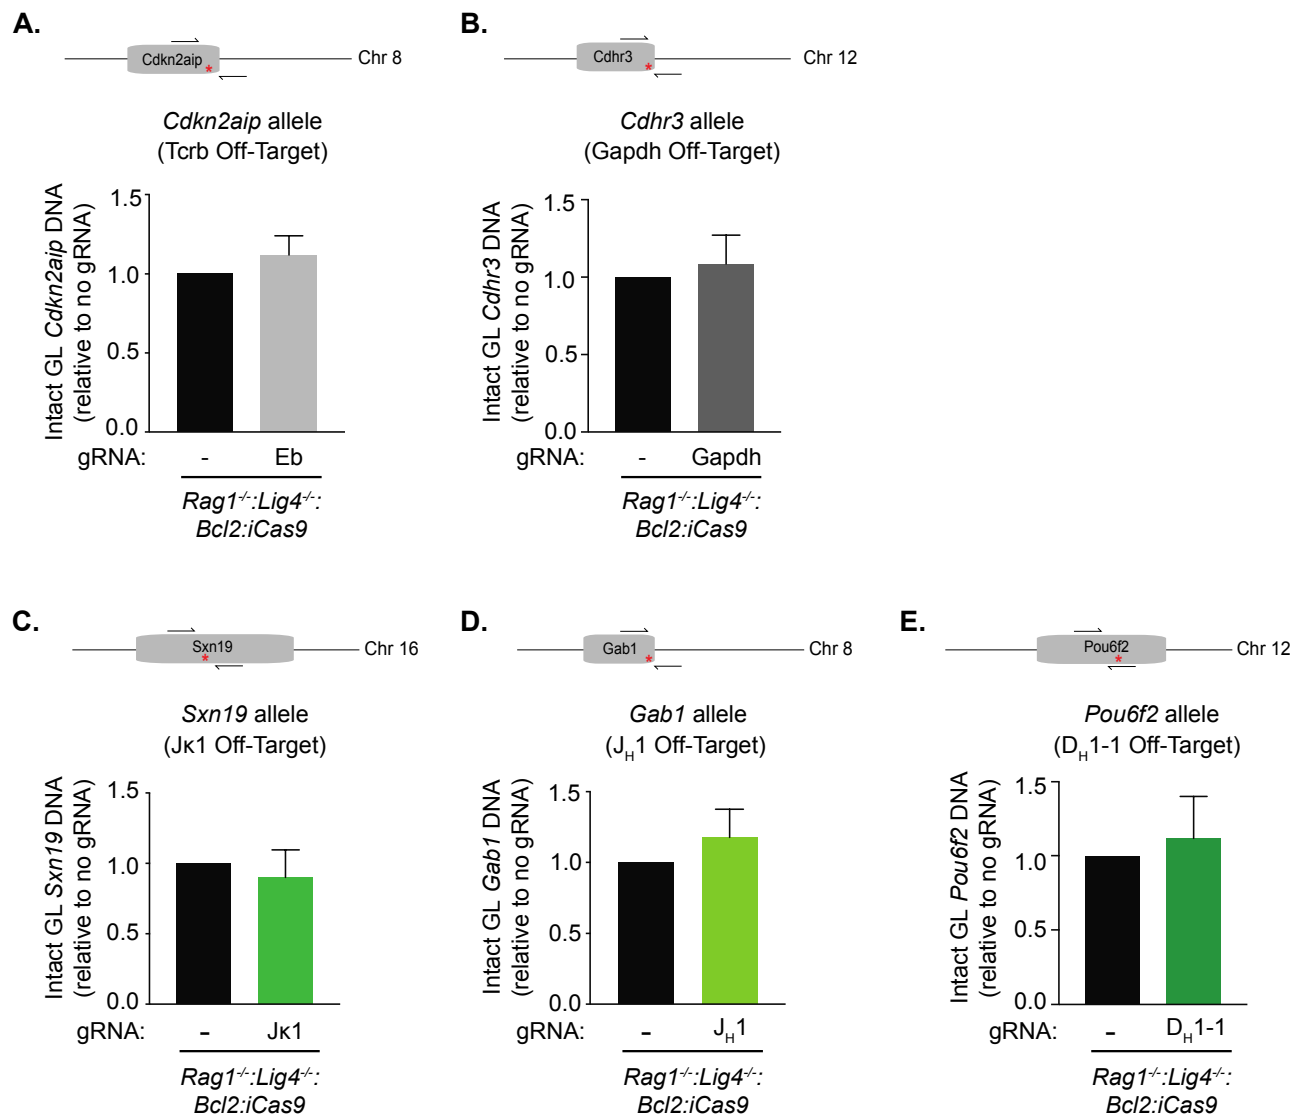 A.
Cdkn2aip
*
Chr 8
Cdkn2aip allele
(Tcrb Off-Target)
Intact GL Cdkn2aip DNA
(relative to no gRNA)
1.5
1.0
0.5
0.0
gRNA:
-
Eb
Rag1-/-:Lig4-/-:
Bcl2:iCas9
B.
Cdhr3
*
Chr 12
Cdhr3 allele
(Gapdh Off-Target)
Intact GL Cdhr3 DNA
(relative to no gRNA)
1.5
1.0
0.5
0.0
gRNA:
-
Gapdh
Rag1-/-:Lig4-/-:
Bcl2:iCas9
C.
Sxn19
*
Chr 16
Sxn19 allele
(Jκ1 Off-Target)
Intact GL Sxn19 DNA
(relative to no gRNA)
1.5
1.0
0.5
0.0
gRNA:
-
Jκ1
Rag1-/-:Lig4-/-:
Bcl2:iCas9
D.
Gab1
*
Chr 8
Gab1 allele
(JH1 Off-Target)
Intact GL Gab1 DNA
(relative to no gRNA)
1.5
1.0
0.5
0.0
gRNA:
-
JH1
Rag1-/-:Lig4-/-:
Bcl2:iCas9
E.
Pou6f2
*
Chr 12
Pou6f2 allele
(DH1-1 Off-Target)
Intact GL Pou6f2 DNA
(relative to no gRNA)
1.5
1.0
0.5
0.0
gRNA:
-
DH1-1
Rag1-/-:Lig4-/-:
Bcl2:iCas9